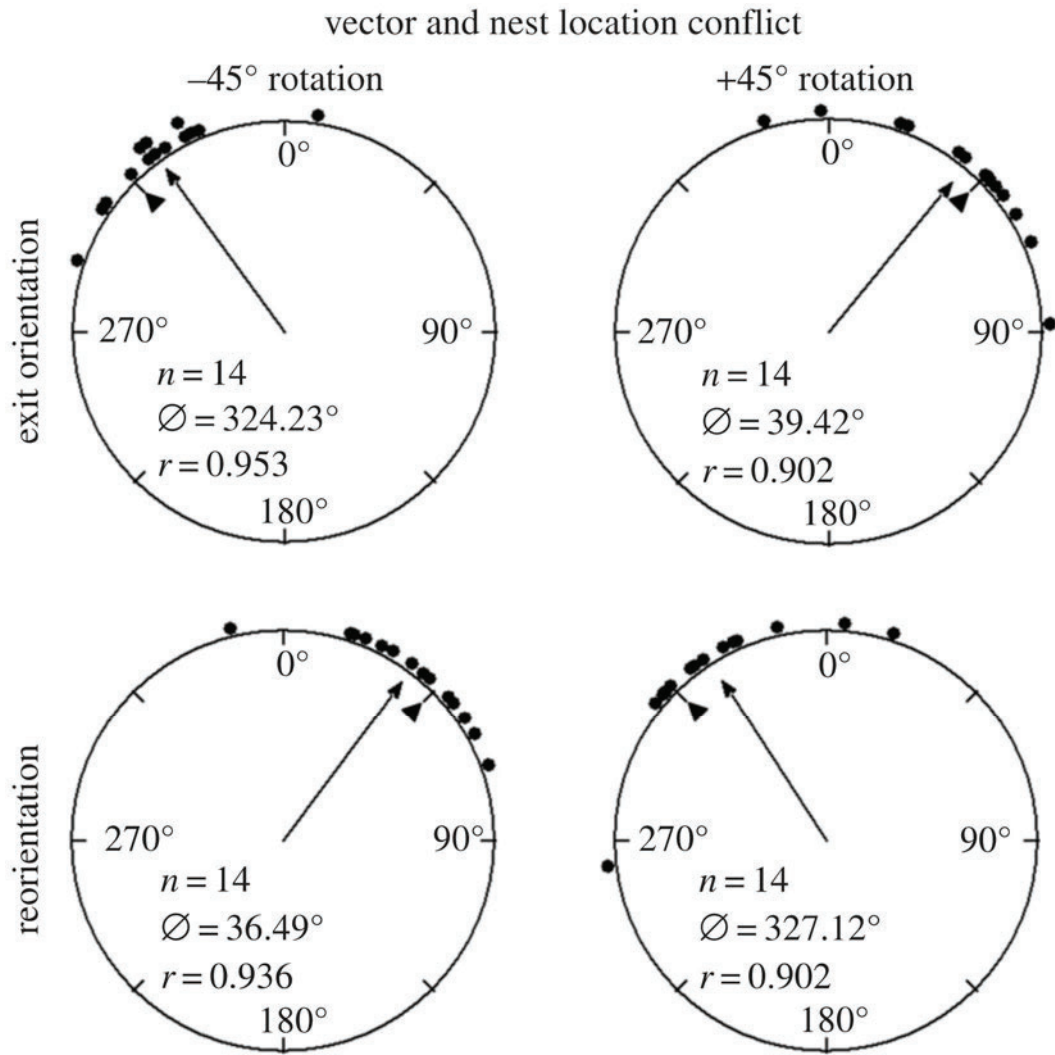 vector and nest location conflict
–45° rotation
+45° rotation
exit orientation
0°
270°
90°
n = 14
∅ = 324.23°
r = 0.953
180°
0°
270°
90°
n = 14
∅ = 39.42°
r = 0.902
180°
reorientation
0°
270°
90°
n = 14
∅ = 36.49°
r = 0.936
180°
0°
270°
90°
n = 14
∅ = 327.12°
r = 0.902
180°